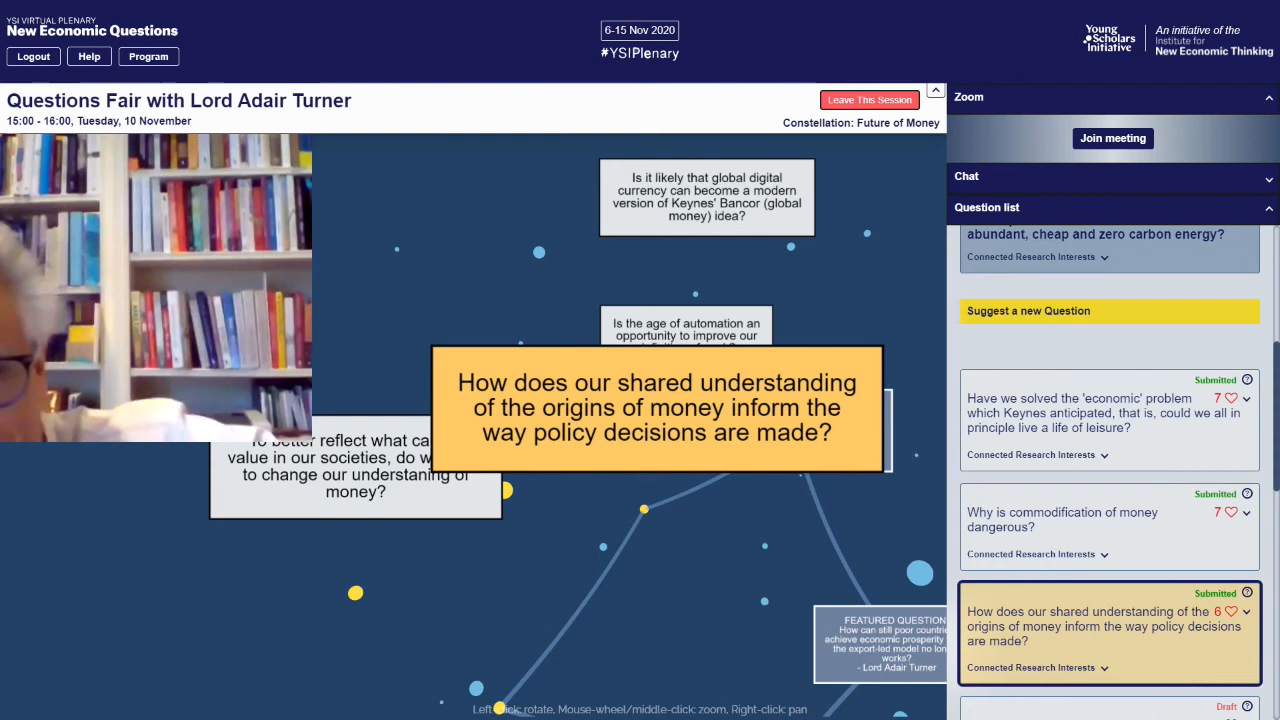 YSI VIRTUAL PLENARY
New Economic Questions
Logout
Help
Program
6-15 Nov 2020
#YSIPlenary
Young
Scholars
Initiative
An initiative of the
Institute for
New Economic Thinking
Questions Fair with Lord Adair Turner
15:00 - 16:00, Tuesday, 10 November
Leave This Session
Constellation: Future of Money
Is it likely that global digital
currency can become a modern
version of Keynes' Bancor (global
money) idea?
Is the age of automation an
opportunity to improve our
How does our shared understanding
of the origins of money inform the
way policy decisions are made?
To better reflect what ca
value in our societies, do w
to change our understaning of
money?
FEATURED QUESTION
How can still poor countrie
achieve economic prosperity
the export-led model no lon
works?
- Lord Adair Turner
Left-click: rotate, Mouse-wheel/middle-click: zoom, Right-click: pan
Zoom
Join meeting
Chat
Question list
abundant, cheap and zero carbon energy?
Connected Research Interests
Suggest a new Question
Submitted
Have we solved the 'economic' problem 7
which Keynes anticipated, that is, could we all in
principle live a life of leisure?
Connected Research Interests
Submitted
Why is commodification of money 7
dangerous?
Connected Research Interests
Submitted
How does our shared understanding of the 6
origins of money inform the way policy decisions
are made?
Connected Research Interests
Draft